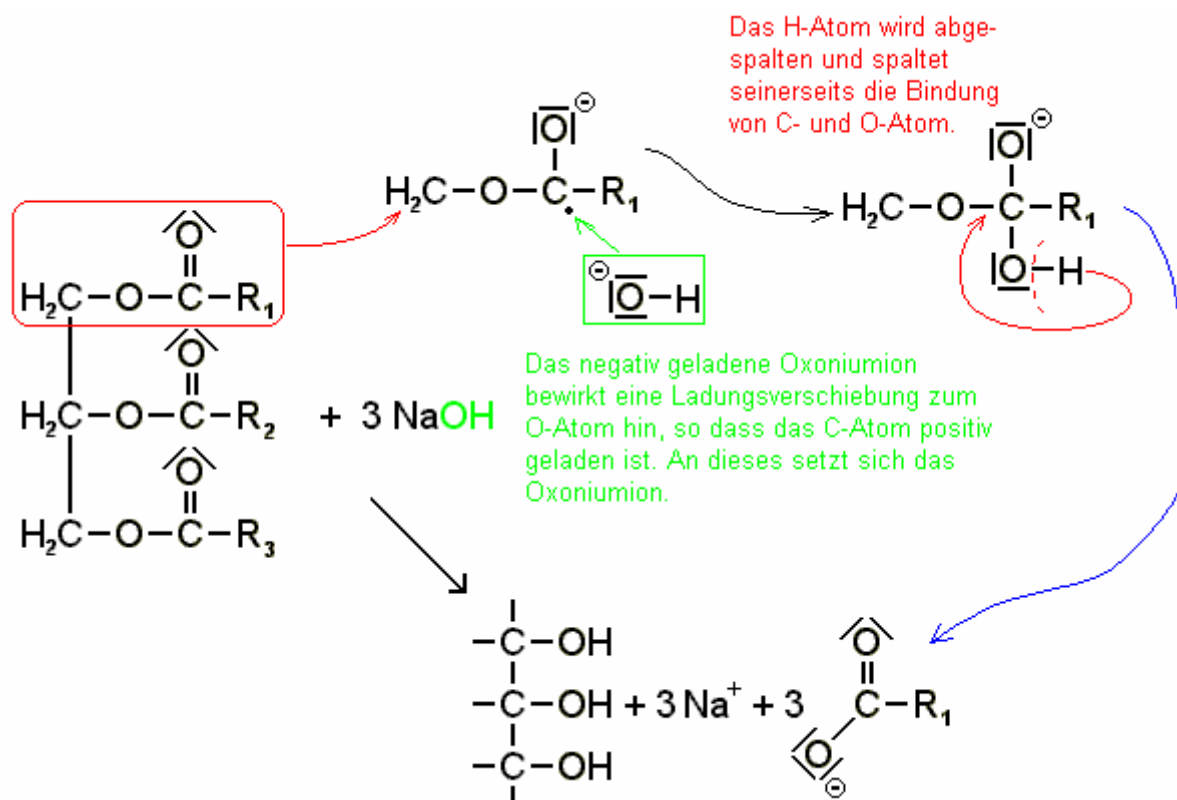 Das H-Atom wird abge-
spalten und spaltet
seinerseits die Bindung
von C- und O-Atom.
|O|⊖
H₂C–O–C–R₁
⊖|O–H
|O|⊖
H₂C–O–C–R₁
|O–H
O
H₂C–O–C–R₁
O
H₂C–O–C–R₂
O
H₂C–O–C–R₃
+ 3 NaOH
Das negativ geladene Oxoniumion
bewirkt eine Ladungsverschiebung zum
O-Atom hin, so dass das C-Atom positiv
geladen ist. An dieses setzt sich das
Oxoniumion.
–C–OH
–C–OH + 3 Na⁺ + 3
–C–OH
O
C–R₁
O
⊖